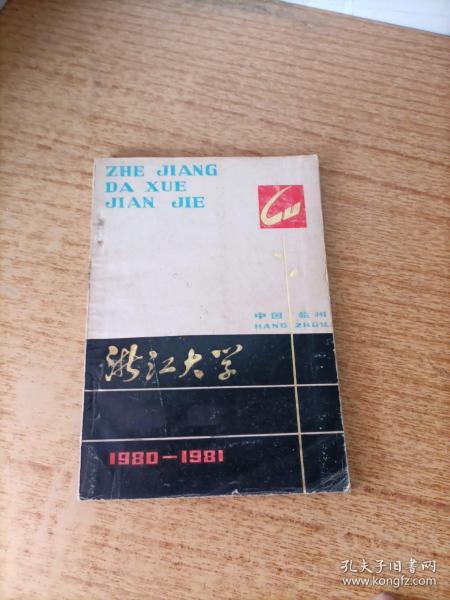 ZHE JIANG
DA XUE
JIAN JIE
中国 杭州
HANG ZHOU
浙江大学
1980-1981
孔夫子旧书网
www.kongfz.com